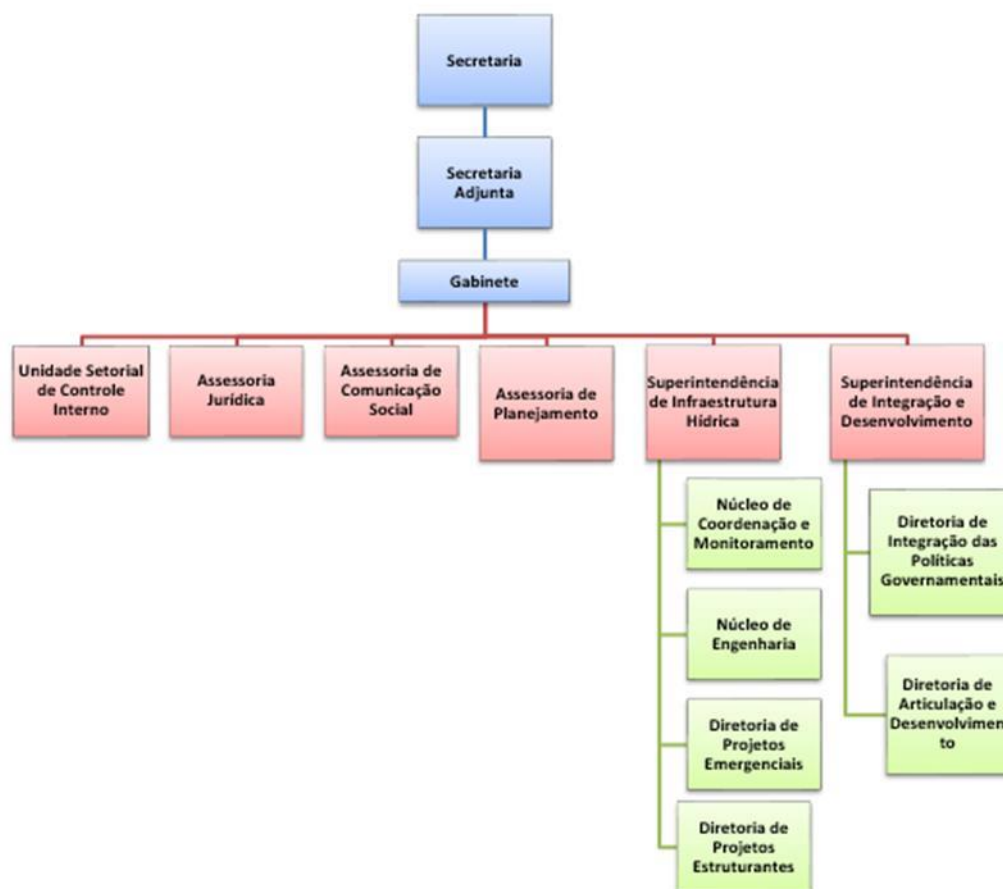 Secretaria
Secretaria
Adjunta
Gabinete
Unidade Setorial
de Controle
Interno
Assessoria
Jurídica
Assessoria de
Comunicação
Social
Assessoria de
Planejamento
Superintendência
de Infraestrutura
Hídrica
Superintendência
de Integração e
Desenvolvimento
Núcleo de
Coordenação e
Monitoramento
Núcleo de
Engenharia
Diretoria de
Projetos
Emergenciais
Diretoria de
Projetos
Estruturantes
Diretoria de
Integração das
Políticas
Governamentais
Diretoria de
Articulação e
Desenvolvimen
to